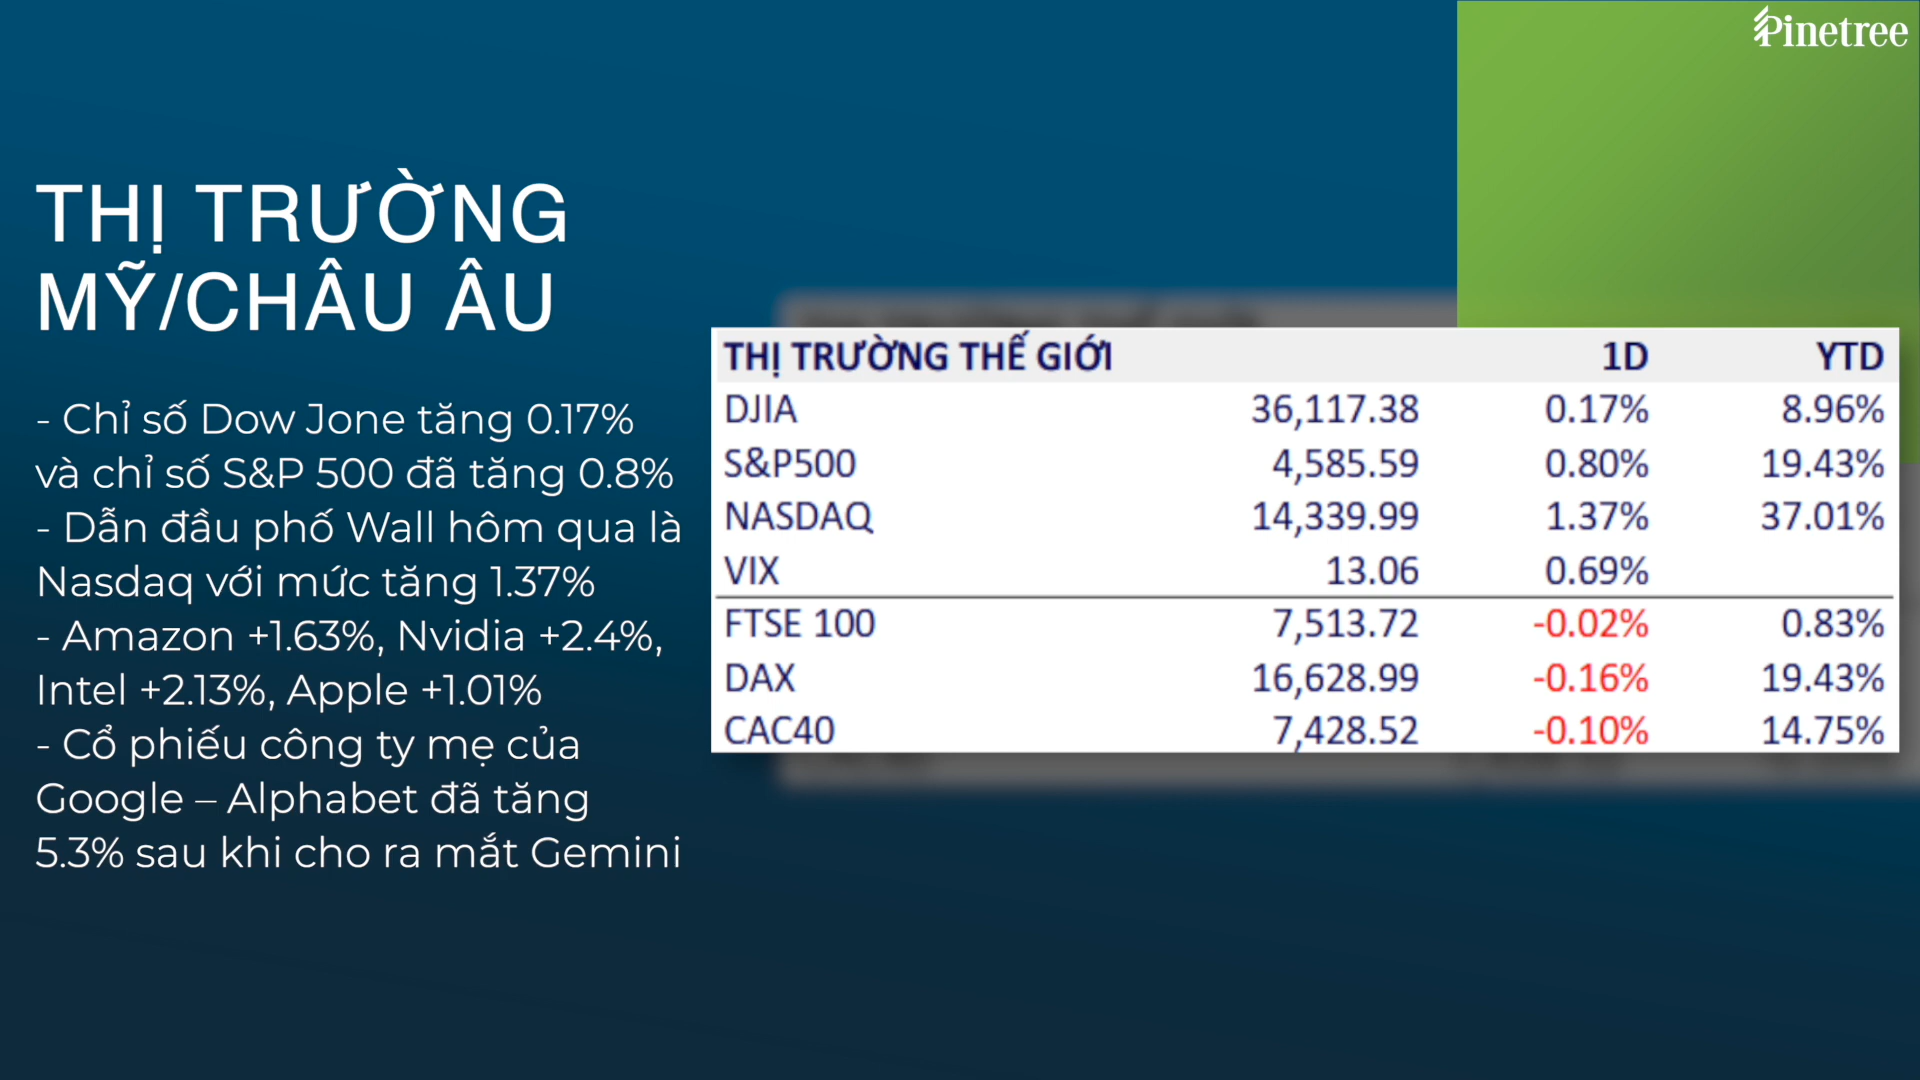 Pinetree
THỊ TRƯỜNG
MỸ/CHÂU ÂU
- Chỉ số Dow Jone tăng 0.17%
và chỉ số S&P 500 đã tăng 0.8%
- Dẫn đầu phố Wall hôm qua là
Nasdaq với mức tăng 1.37%
- Amazon +1.63%, Nvidia +2.4%,
Intel +2.13%, Apple +1.01%
- Cổ phiếu công ty mẹ của
Google – Alphabet đã tăng
5.3% sau khi cho ra mắt Gemini
THỊ TRƯỜNG THẾ GIỚI 1D YTD
DJIA 36,117.38 0.17% 8.96%
S&P500 4,585.59 0.80% 19.43%
NASDAQ 14,339.99 1.37% 37.01%
VIX 13.06 0.69%
FTSE 100 7,513.72 -0.02% 0.83%
DAX 16,628.99 -0.16% 19.43%
CAC40 7,428.52 -0.10% 14.75%